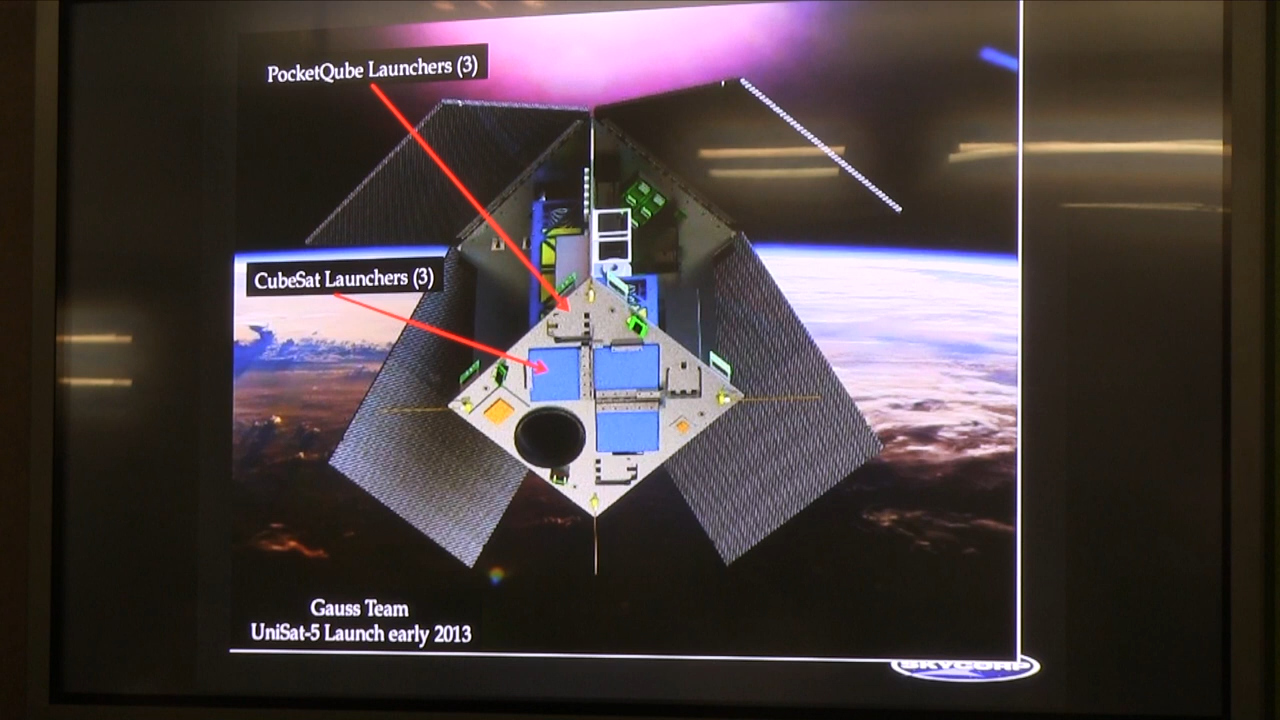 PocketQube Launchers (3)
CubeSat Launchers (3)
Gauss Team
UniSat-5 Launch early 2013
SKYCORP